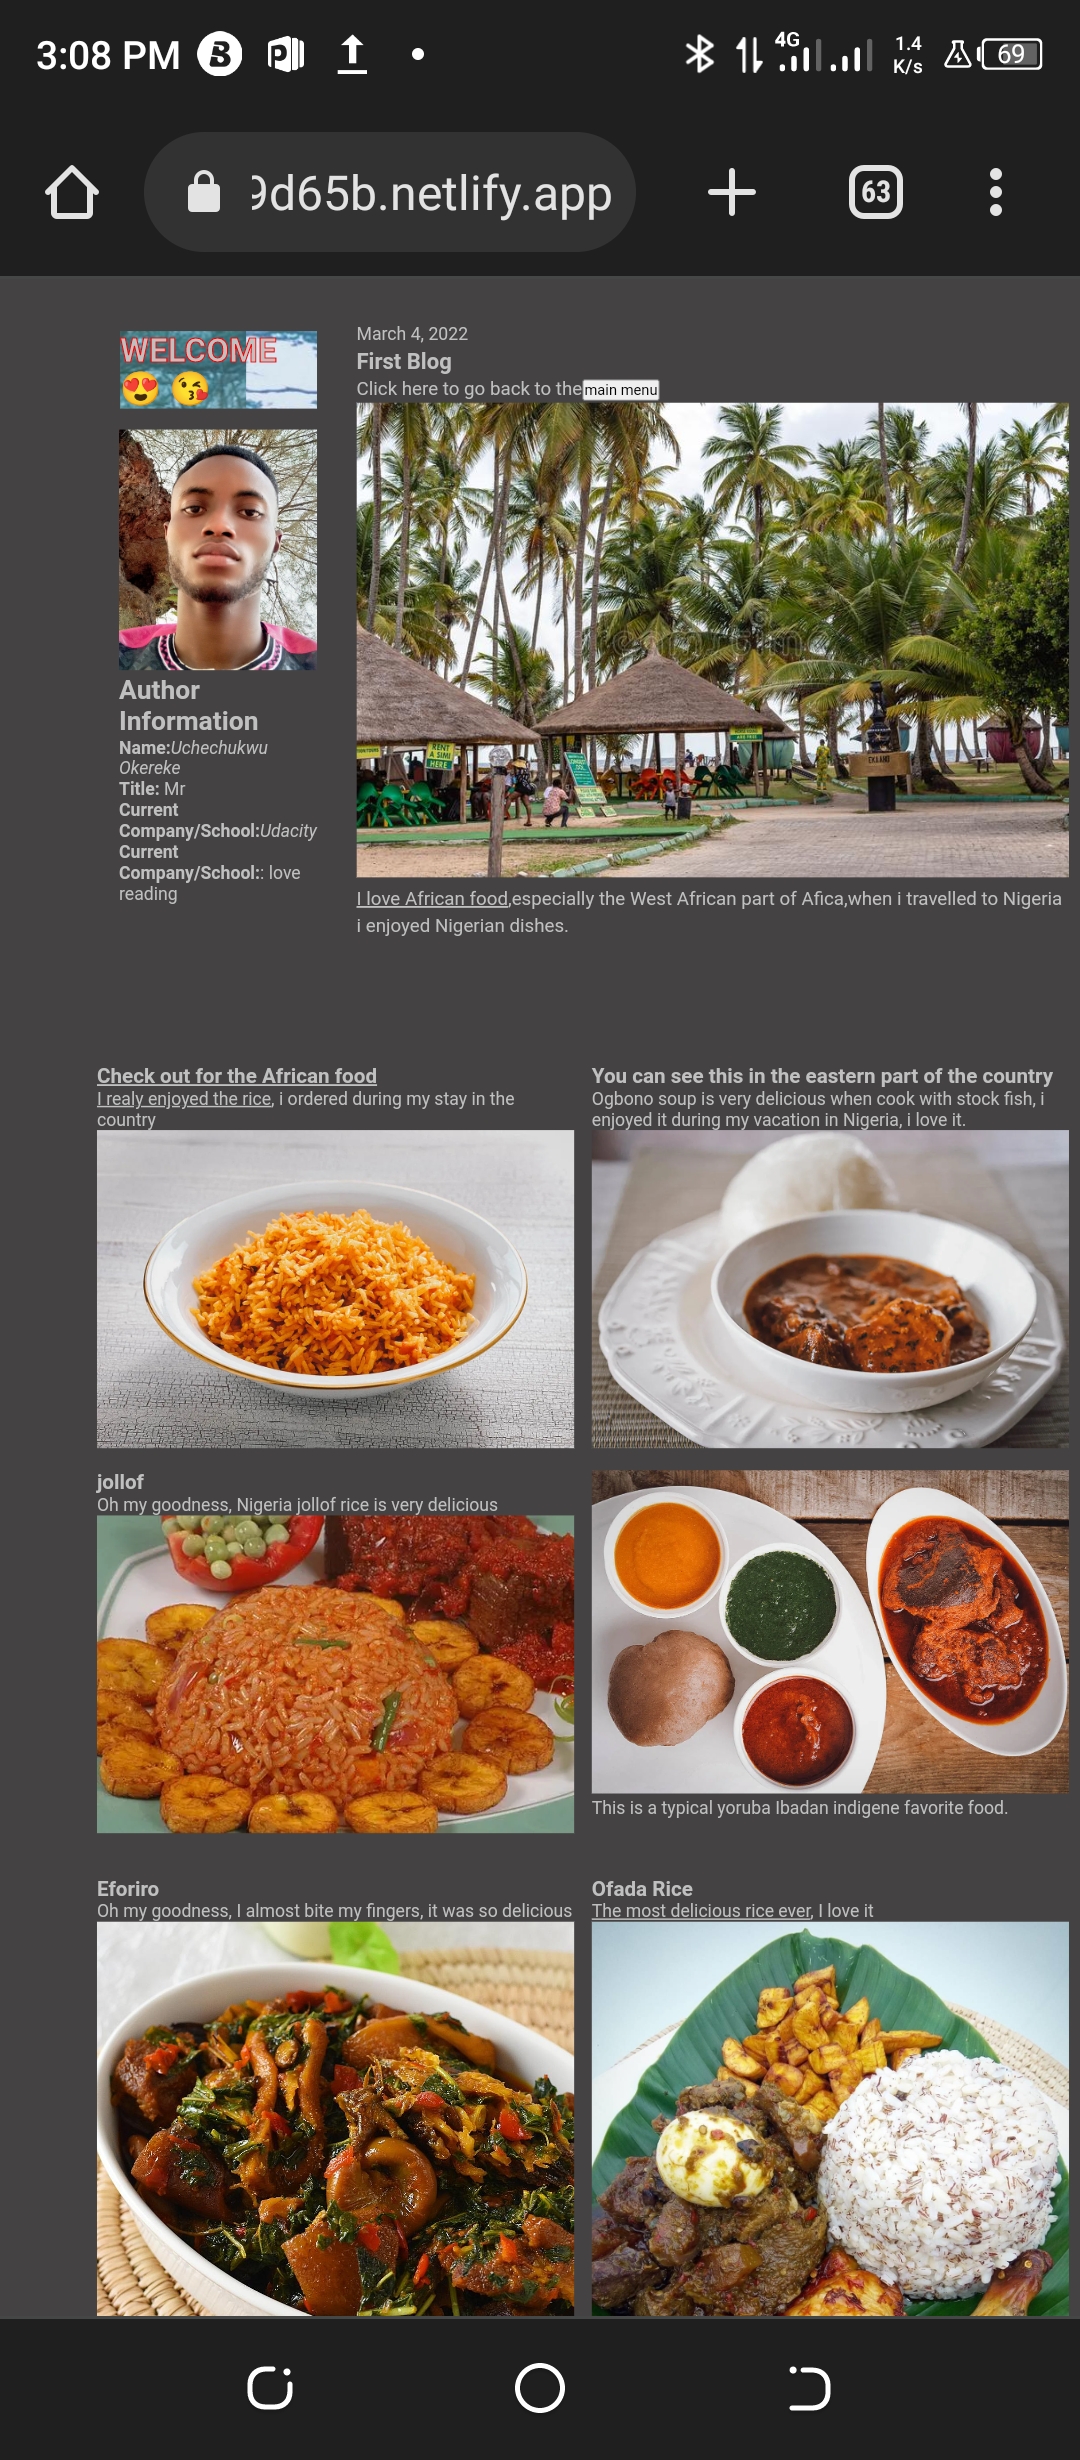 3:08 PM
4G
1.4
K/s
69
9d65b.netlify.app
63
WELCOME
March 4, 2022
First Blog
Click here to go back to the main menu
RENT
HERE
I love African food,especially the West African part of Afica,when i travelled to Nigeria
i enjoyed Nigerian dishes.
Author
Information
Name:Uchechukwu
Okereke
Title: Mr
Current
Company/School:Udacity
Current
Company/School:: love
reading
Check out for the African food
I realy enjoyed the rice, i ordered during my stay in the
country
You can see this in the eastern part of the country
Ogbono soup is very delicious when cook with stock fish, i
enjoyed it during my vacation in Nigeria, i love it.
jollof
Oh my goodness, Nigeria jollof rice is very delicious
This is a typical yoruba Ibadan indigene favorite food.
Eforiro
Oh my goodness, I almost bite my fingers, it was so delicious
Ofada Rice
The most delicious rice ever, I love it